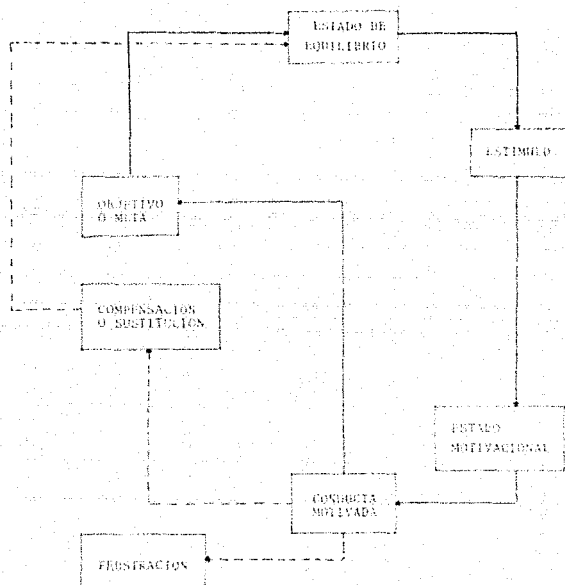 ESTADO DE
EQUILIBRIO
ESTIMULO
OBJETIVO
O META
COMPENSACION
O SUSTITUCION
ESTADO
MOTIVACIONAL
CONDUCTA
MOTIVADA
FRUSTRACION